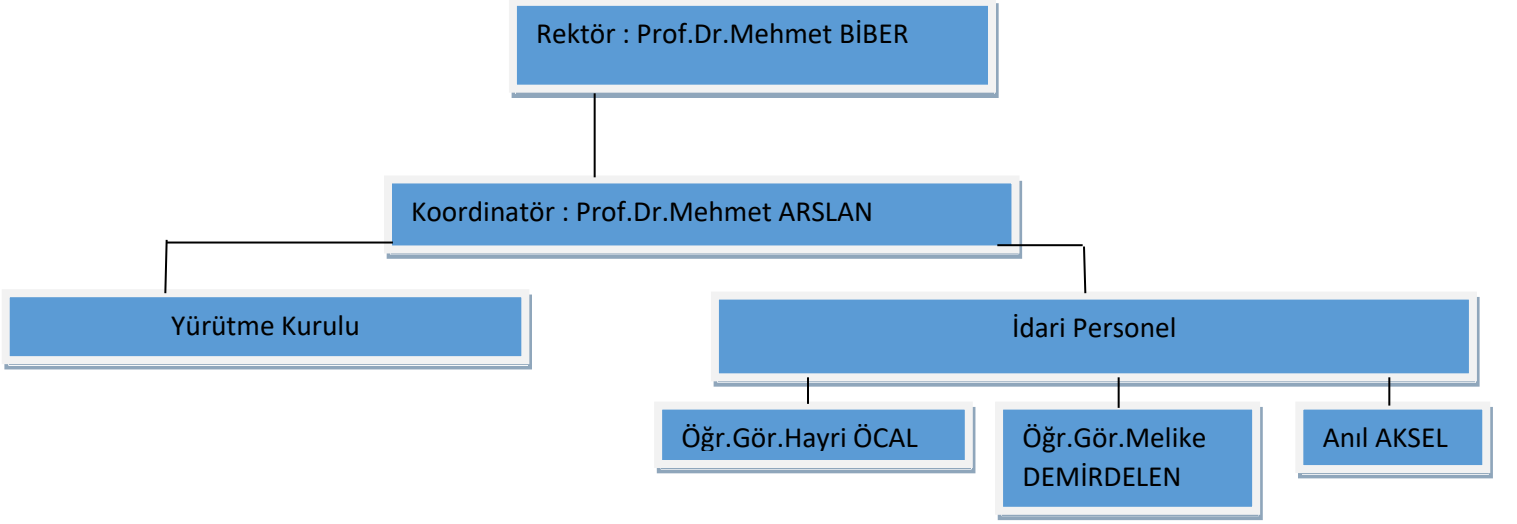 Rektör : Prof.Dr.Mehmet BİBER
Koordinatör : Prof.Dr.Mehmet ARSLAN
Yürütme Kurulu
İdari Personel
Öğr.Gör.Hayri ÖCAL
Öğr.Gör.Melike
DEMİRDELEN
Anıl AKSEL